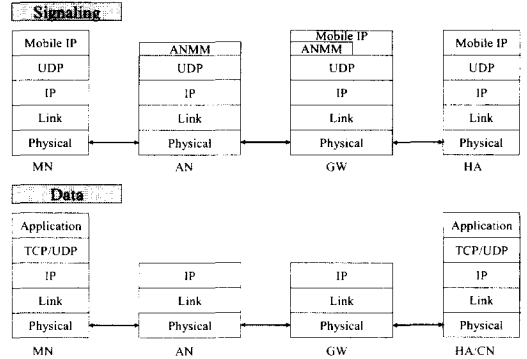 Signaling
Mobile IP
UDP
IP
Link
Physical
MN
ANMM
UDP
IP
Link
Physical
AN
Mobile IP
ANMM
UDP
IP
Link
Physical
GW
Mobile IP
UDP
IP
Link
Physical
HA
Data
Application
TCP/UDP
IP
Link
Physical
MN
IP
Link
Physical
AN
IP
Link
Physical
GW
Application
TCP/UDP
IP
Link
Physical
HA/CN